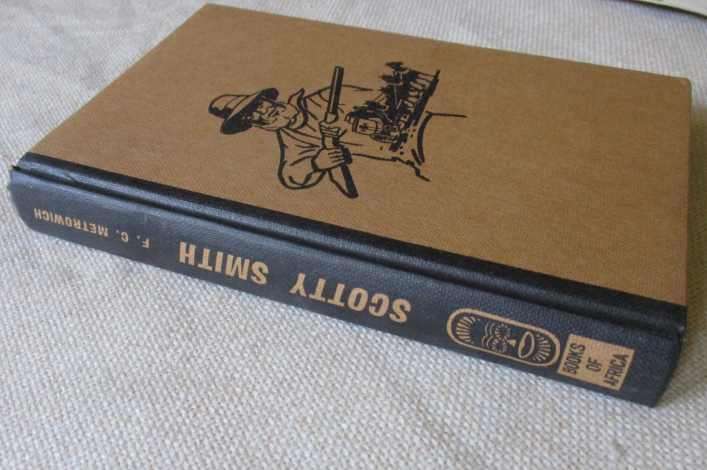 F. C. METROWICH
SCOTTY SMITH
BOOKS
OF
AFRICA